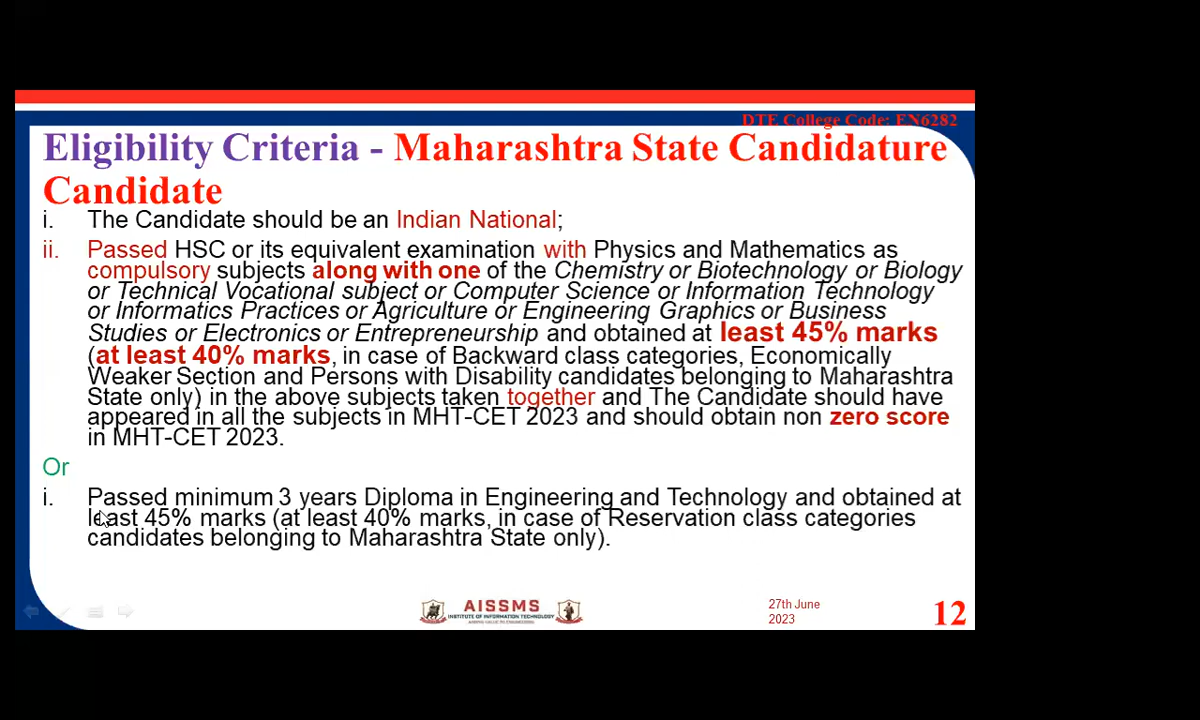 DTE College Code: EN6282
Eligibility Criteria - Maharashtra State Candidature
Candidate
i. The Candidate should be an Indian National;
ii. Passed HSC or its equivalent examination with Physics and Mathematics as
compulsory subjects along with one of the Chemistry or Biotechnology or Biology
or Technical Vocational subject or Computer Science or Information Technology
or Informatics Practices or Agriculture or Engineering Graphics or Business
Studies or Electronics or Entrepreneurship and obtained at least 45% marks
(at least 40% marks, in case of Backward class categories, Economically
Weaker Section and Persons with Disability candidates belonging to Maharashtra
State only) in the above subjects taken together and The Candidate should have
appeared in all the subjects in MHT-CET 2023 and should obtain non zero score
in MHT-CET 2023.
Or
i. Passed minimum 3 years Diploma in Engineering and Technology and obtained at
least 45% marks (at least 40% marks, in case of Reservation class categories
candidates belonging to Maharashtra State only).
AISSMS
INSTITUTE OF INFORMATION TECHNOLOGY
ADDING VALUE TO ENGINEERING
27th June
2023
12